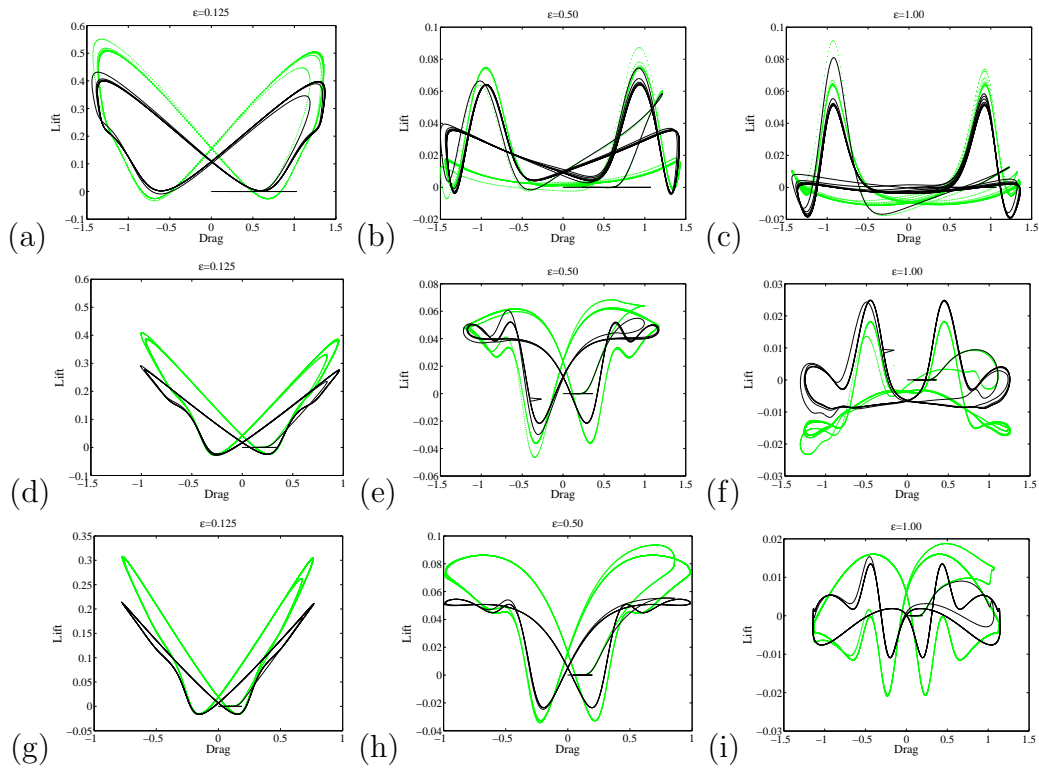 ε=0.125
0.6
0.5
0.4
0.3
0.2
0.1
0
−0.1
Lift
−1.5 −1 −0.5 0 0.5 1 1.5
Drag
(a)
ε=0.50
0.1
0.08
0.06
0.04
0.02
0
−0.02
Lift
−1.5 −1 −0.5 0 0.5 1 1.5
Drag
(b)
ε=1.00
0.1
0.08
0.06
0.04
0.02
0
−0.02
Lift
−1.5 −1 −0.5 0 0.5 1 1.5
Drag
(c)
ε=0.125
0.6
0.5
0.4
0.3
0.2
0.1
0
−0.1
Lift
−1.5 −1 −0.5 0 0.5 1
Drag
(d)
ε=0.50
0.08
0.06
0.04
0.02
0
−0.02
−0.04
−0.06
Lift
−1.5 −1 −0.5 0 0.5 1 1.5
Drag
(e)
ε=1.00
0.03
0.02
0.01
0
−0.01
−0.02
−0.03
Lift
−1.5 −1 −0.5 0 0.5 1 1.5
Drag
(f)
ε=0.125
0.35
0.3
0.25
0.2
0.15
0.1
0.05
0
−0.05
Lift
−1 −0.5 0 0.5 1
Drag
(g)
ε=0.50
0.1
0.08
0.06
0.04
0.02
0
−0.02
−0.04
Lift
−1 −0.5 0 0.5 1
Drag
(h)
ε=1.00
0.02
0.01
0
−0.01
−0.02
−0.03
Lift
−1.5 −1 −0.5 0 0.5 1 1.5
Drag
(i)